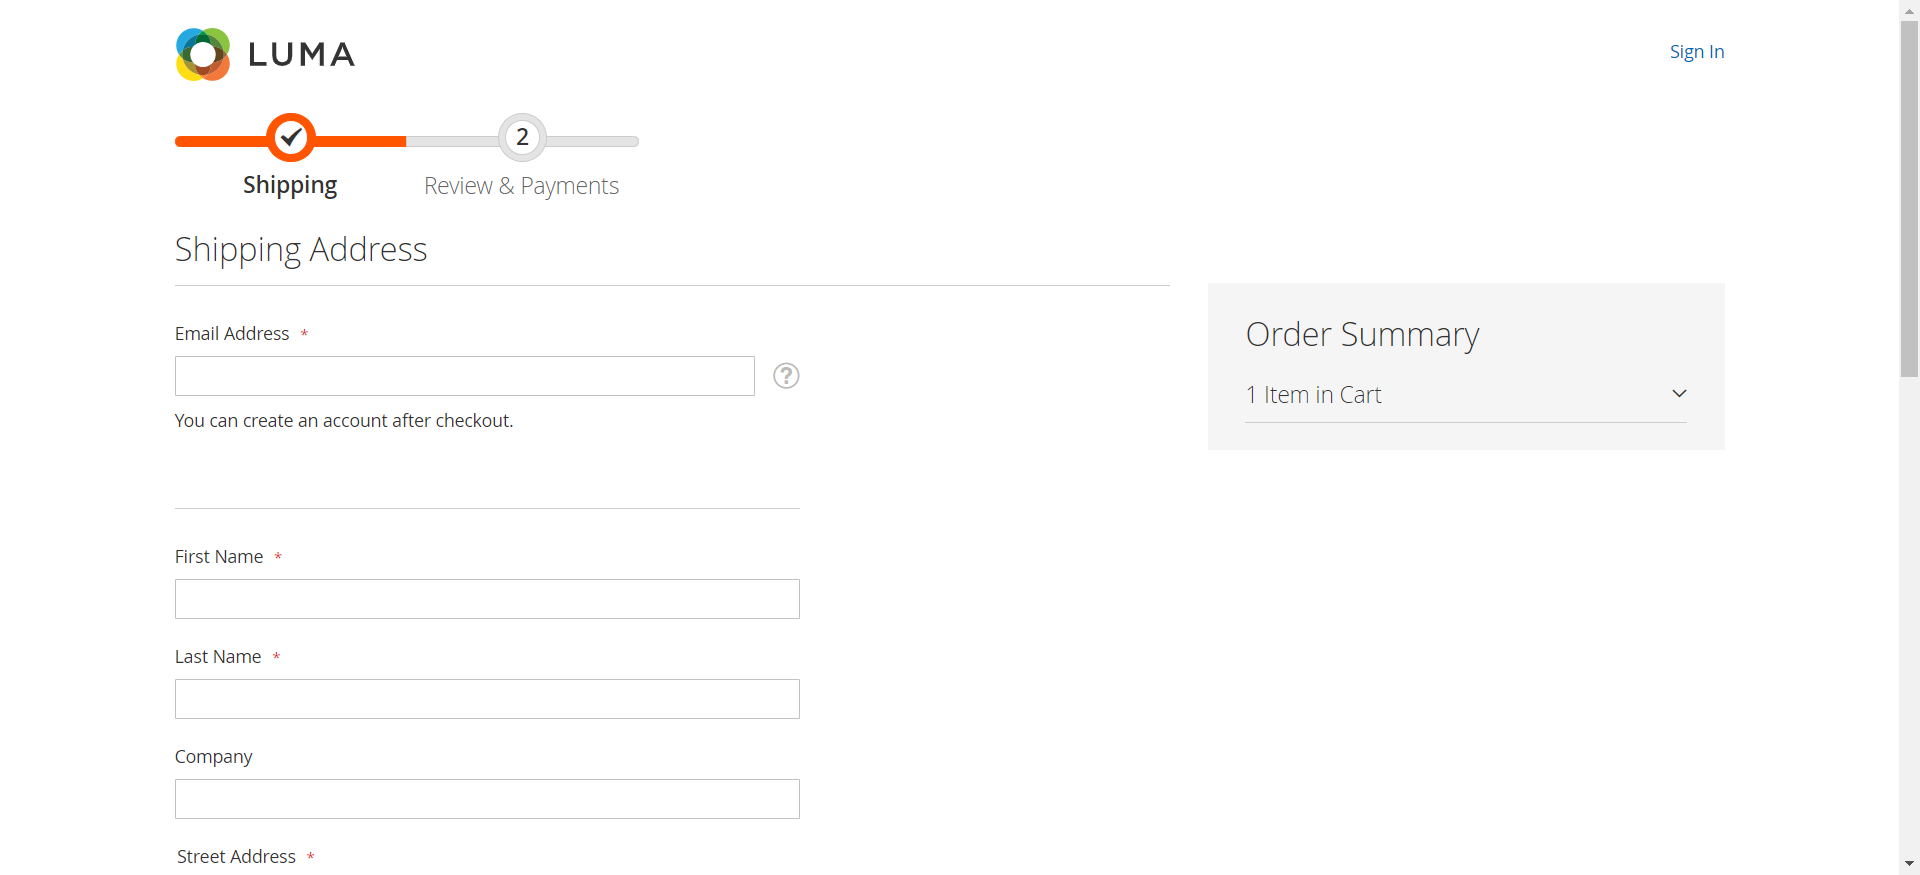 LUMA
Sign In
2
Shipping
Review & Payments
Shipping Address
Email Address *
?
You can create an account after checkout.
Order Summary
1 Item in Cart
First Name *
Last Name *
Company
Street Address *